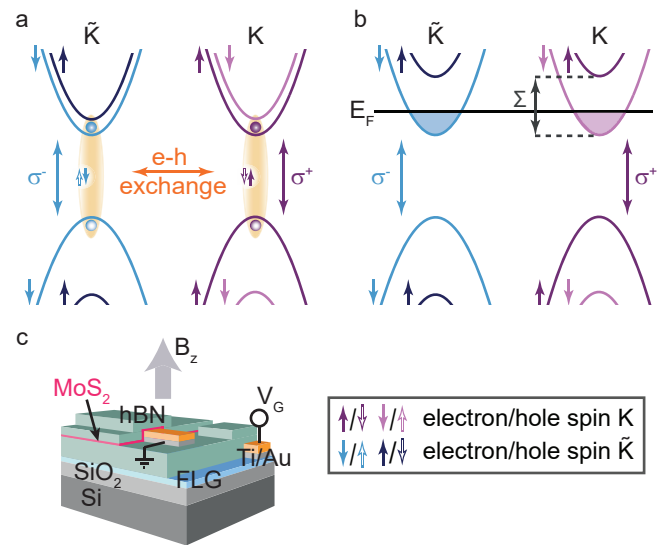 a
K̃
K
σ⁻
e-h
exchange
σ⁺
b
K̃
K
E_F
Σ
σ⁻
σ⁺
c
B_z
MoS₂
hBN
V_G
Ti/Au
SiO₂
FLG
Si
/ / electron/hole spin K
/ / electron/hole spin K̃